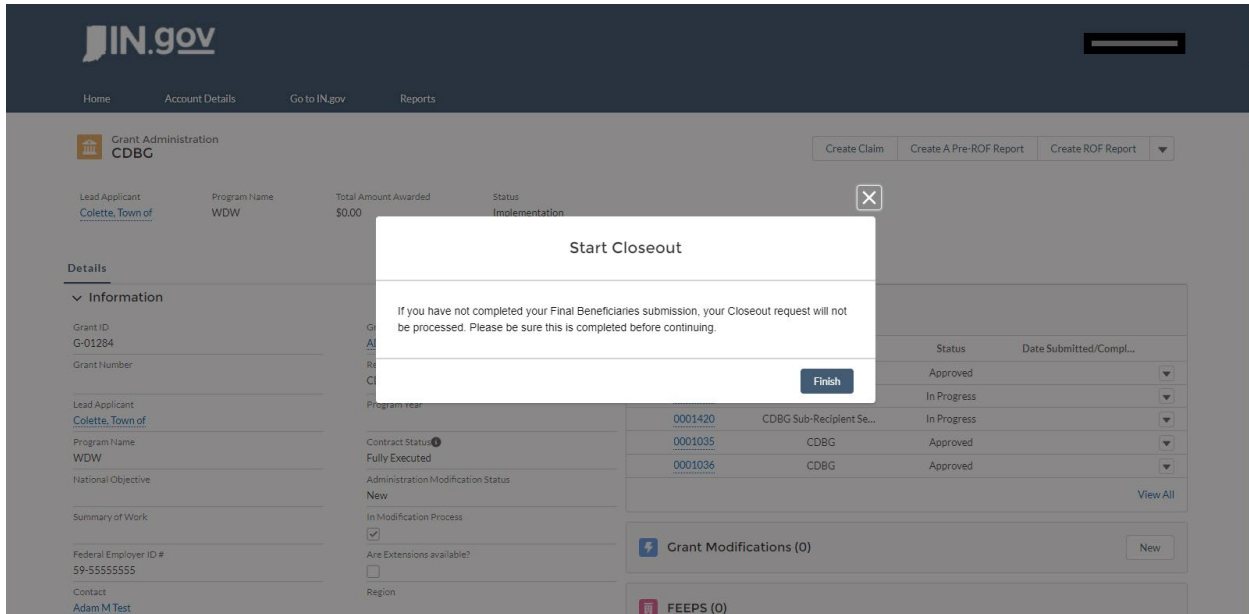 IN.gov
Home Account Details Go to IN.gov Reports
Grant Administration
CDBG
Create Claim Create A Pre-ROF Report Create ROF Report
Lead Applicant Program Name Total Amount Awarded Status
Colette, Town of WDW $0.00 Implementation
Start Closeout
If you have not completed your Final Beneficiaries submission, your Closeout request will not
be processed. Please be sure this is completed before continuing.
Finish
Details
Information
Grant ID
G-01284
Grant Number
Lead Applicant
Colette, Town of
Program Name
WDW
National Objective
Summary of Work
Federal Employer ID #
59-55555555
Contact
Adam M Test
Program Year
Contract Status
Fully Executed
Administration Modification Status
New
In Modification Process
Are Extensions available?
Region
Status Date Submitted/Compl...
Approved
In Progress
0001420 CDBG Sub-Recipient Se... In Progress
0001035 CDBG Approved
0001036 CDBG Approved
View All
Grant Modifications (0) New
FEEPS (0)